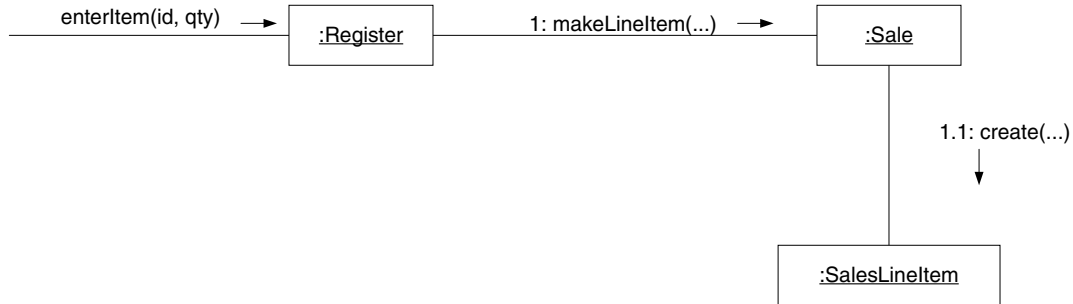 enterItem(id, qty)
:Register
1: makeLineItem(...)
:Sale
1.1: create(...)
:SalesLineItem